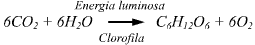 Energia luminosa
6CO2 + 6H2O → C6H12O6 + 6O2
Clorofila